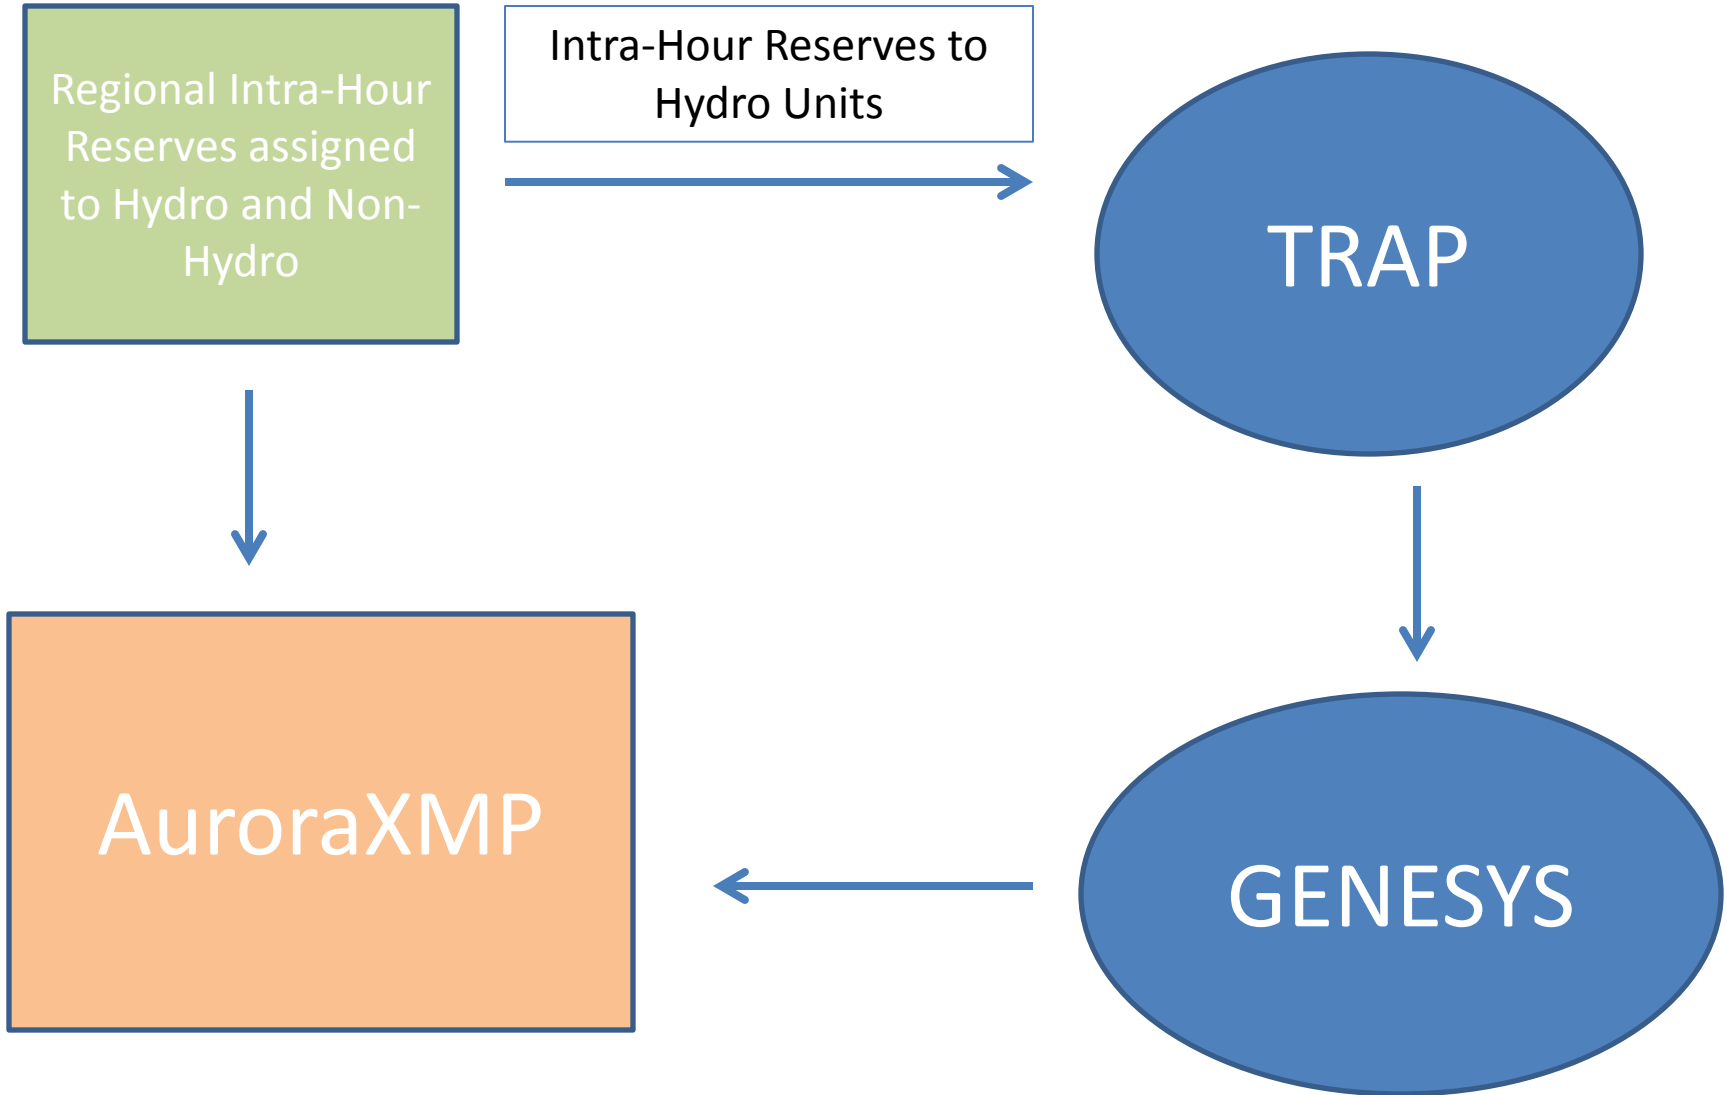 Regional Intra-Hour
Reserves assigned
to Hydro and Non-
Hydro
Intra-Hour Reserves to
Hydro Units
TRAP
AuroraXMP
GENESYS